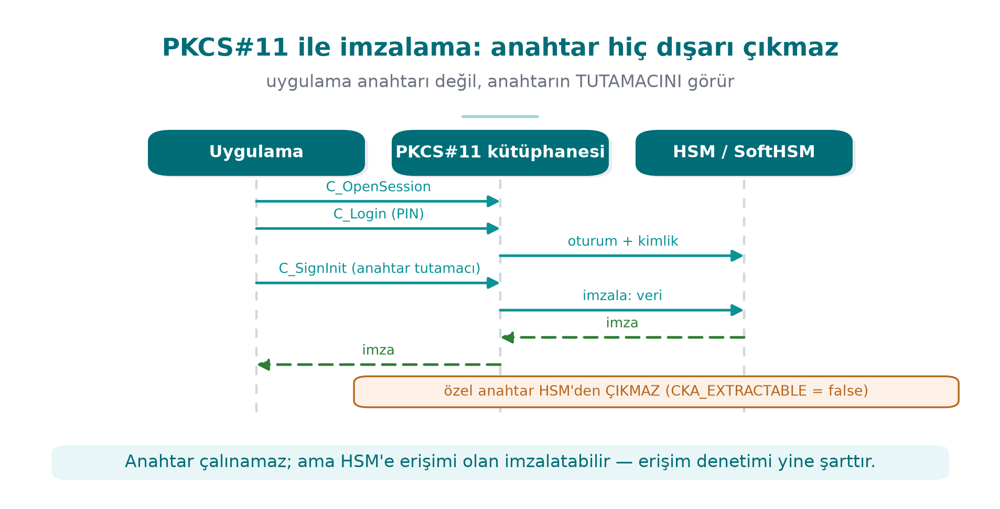 PKCS#11 ile imzalama: anahtar hiç dışarı çıkmaz
uygulama anahtarı değil, anahtarın TUTAMACINI görür
Uygulama
PKCS#11 kütüphanesi
HSM / SoftHSM
C_OpenSession
C_Login (PIN)
oturum + kimlik
C_SignInit (anahtar tutamacı)
imzala: veri
imza
imza
özel anahtar HSM'den ÇIKMAZ (CKA_EXTRACTABLE = false)
Anahtar çalınamaz; ama HSM'e erişimi olan imzalatabilir — erişim denetimi yine şarttır.